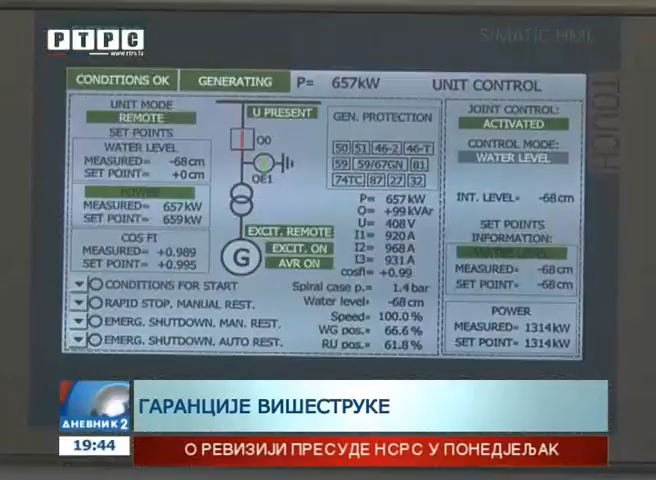 РТРС
www.rtrs.tv
SIMATIC HMI
TOUCH
CONDITIONS OK
GENERATING
P= 657kW
UNIT CONTROL
UNIT MODE
REMOTE
SET POINTS
WATER LEVEL
MEASURED= -68cm
SET POINT= +0cm
POWER
MEASURED= 657kW
SET POINT= 659kW
COS FI
MEASURED= +0.989
SET POINT= +0.995
CONDITIONS FOR START
RAPID STOP, MANUAL REST.
EMERG. SHUTDOWN, MAN. REST.
EMERG. SHUTDOWN, AUTO REST.
U PRESENT
Q0
QE1
G
EXCIT. REMOTE
EXCIT. ON
AVR ON
GEN. PROTECTION
50 51 46-2 46-T
59 59/67GN 81
74TC 87 27 32
P= 657kW
Q= +99kVAr
U= 408V
I1= 920A
I2= 968A
I3= 931A
cosfi= +0.99
Spiral case p.= 1.4bar
Water level= -68cm
Speed= 100.0%
WG pos.= 66.6%
RU pos.= 61.8%
JOINT CONTROL:
ACTIVATED
CONTROL MODE:
WATER LEVEL
INT. LEVEL= -68cm
SET POINTS
INFORMATION:
WATER LEVEL
MEASURED= -68cm
SET POINT= -68cm
POWER
MEASURED= 1314kW
SET POINT= 1314kW
ДНЕВНИК 2
19:44
ГАРАНЦИЈЕ ВИШЕСТРУКЕ
О РЕВИЗИЈИ ПРЕСУДЕ НСРС У ПОНЕДЈЕЉАК